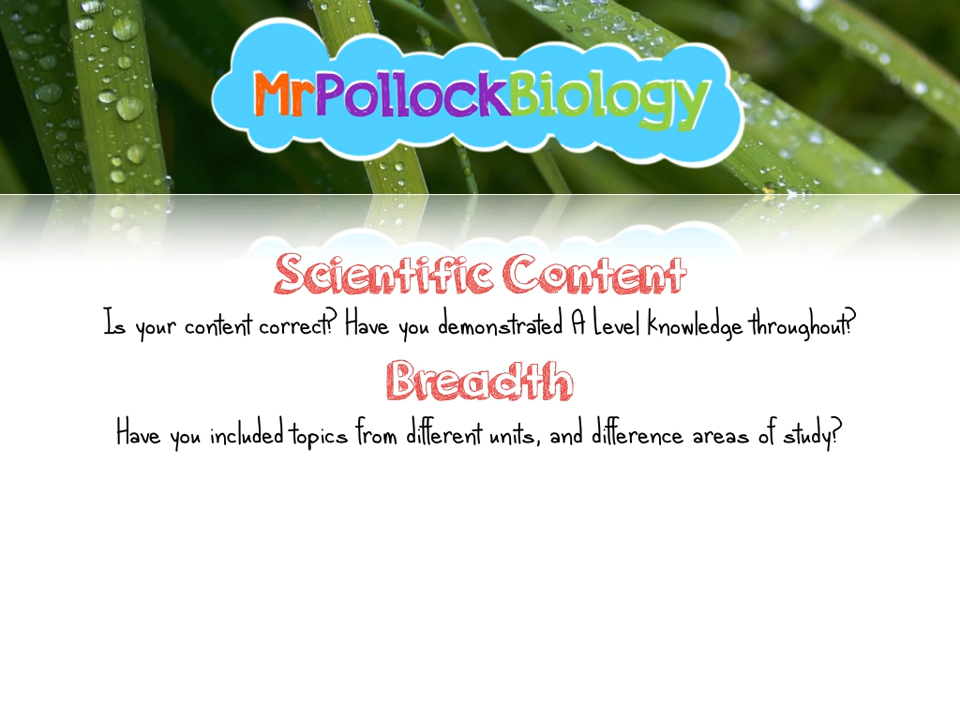 MrPollockBiology
Scientific Content
Is your content correct? Have you demonstrated A Level knowledge throughout?
Breadth
Have you included topics from different units, and difference areas of study?